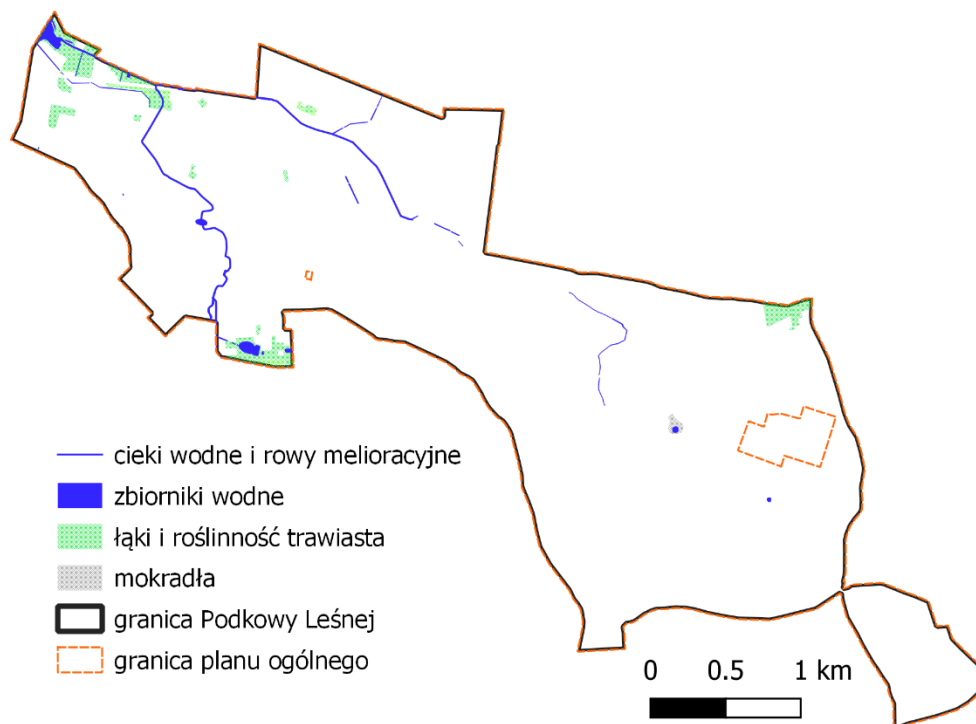 cieki wodne i rowy melioracyjne
zbiorniki wodne
łąki i roślinność trawiasta
mokradła
granica Podkowy Leśnej
granica planu ogólnego
0 0.5 1 km